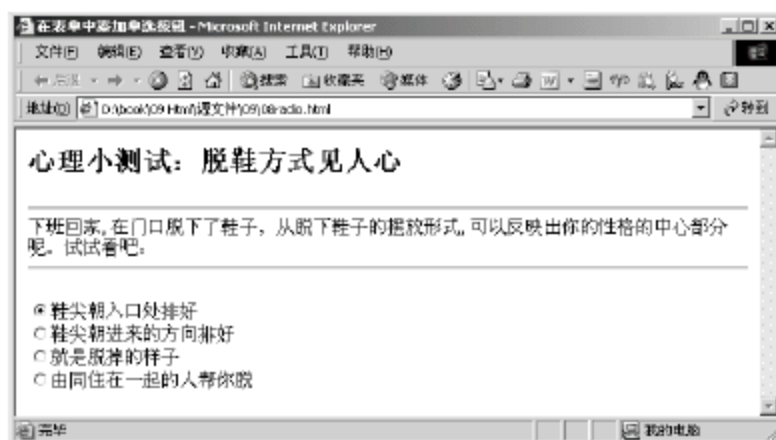 在表单中添加单选按钮 - Microsoft Internet Explorer
文件(F) 编辑(E) 查看(V) 收藏(A) 工具(T) 帮助(H)
后退 搜索 收藏夹 媒体
地址(D) D:\book\09 Html\源文件\09\08-radio.html 转到
心理小测试：脱鞋方式见人心
下班回家,在门口脱下了鞋子，从脱下鞋子的摆放形式,可以反映出你的性格的中心部分
呢。试试看吧：
鞋尖朝入口处排好
鞋尖朝进来的方向排好
就是脱掉的样子
由同住在一起的人帮你脱
完毕 我的电脑